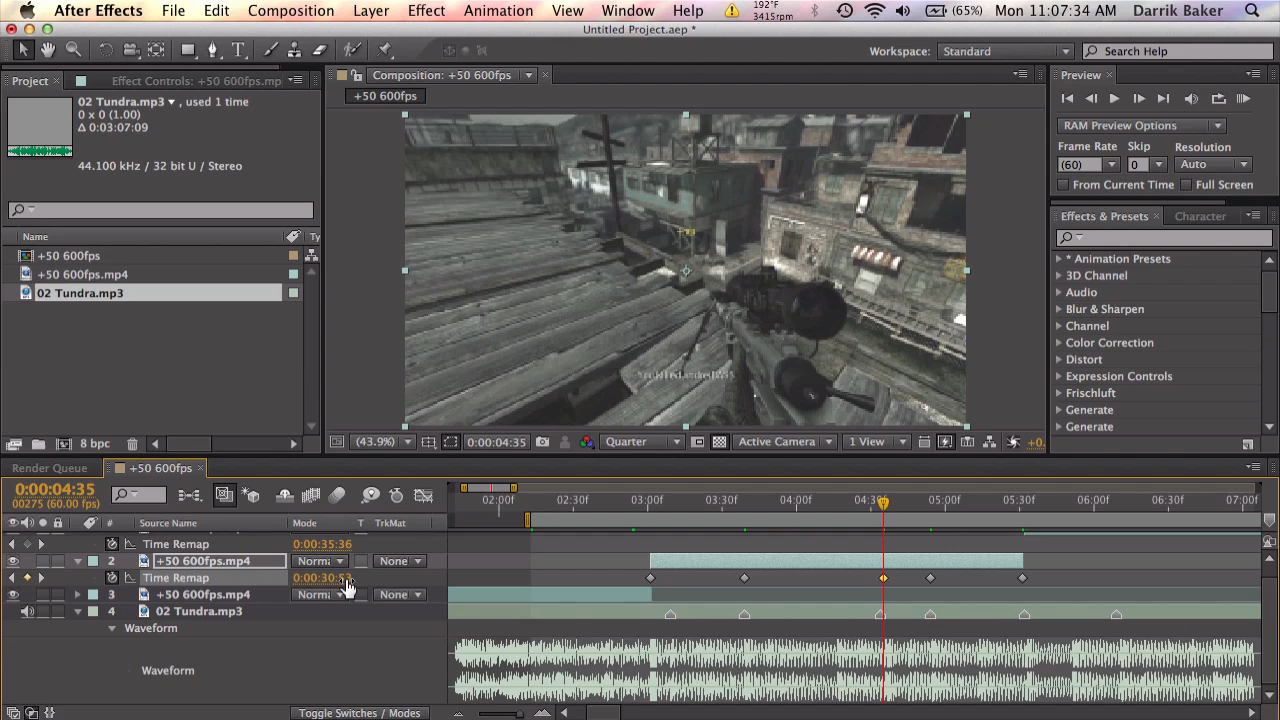 After Effects File Edit Composition Layer Effect Animation View Window Help 192°F 3415rpm (65%) Mon 11:07:34 AM Darrik Baker
Untitled Project.aep *
Workspace: Standard Search Help
Project Effect Controls: +50 600fps.mp
02 Tundra.mp3 , used 1 time
0 x 0 (1.00)
Δ 0:03:07:09
44.100 kHz / 32 bit U / Stereo
Name Ty
+50 600fps
+50 600fps.mp4
02 Tundra.mp3
8 bpc
Composition: +50 600fps
+50 600fps
(43.9%) 0:00:04:35 Quarter Active Camera 1 View +0.
Preview
RAM Preview Options
Frame Rate Skip Resolution
(60) 0 Auto
From Current Time Full Screen
Effects & Presets Character
* Animation Presets
3D Channel
Audio
Blur & Sharpen
Channel
Color Correction
Distort
Expression Controls
Frischluft
Generate
Generate
Render Queue +50 600fps
0:00:04:35
00275 (60.00 fps)
02:00f 02:30f 03:00f 03:30f 04:30f 05:00f 05:30f 06:00f 06:30f 07:00f
# Source Name Mode T TrkMat
Time Remap 0:00:35:36
2 +50 600fps.mp4 Norma None
Time Remap 0:00:30:53
3 +50 600fps.mp4 Norma None
4 02 Tundra.mp3
Waveform
Waveform
Toggle Switches / Modes